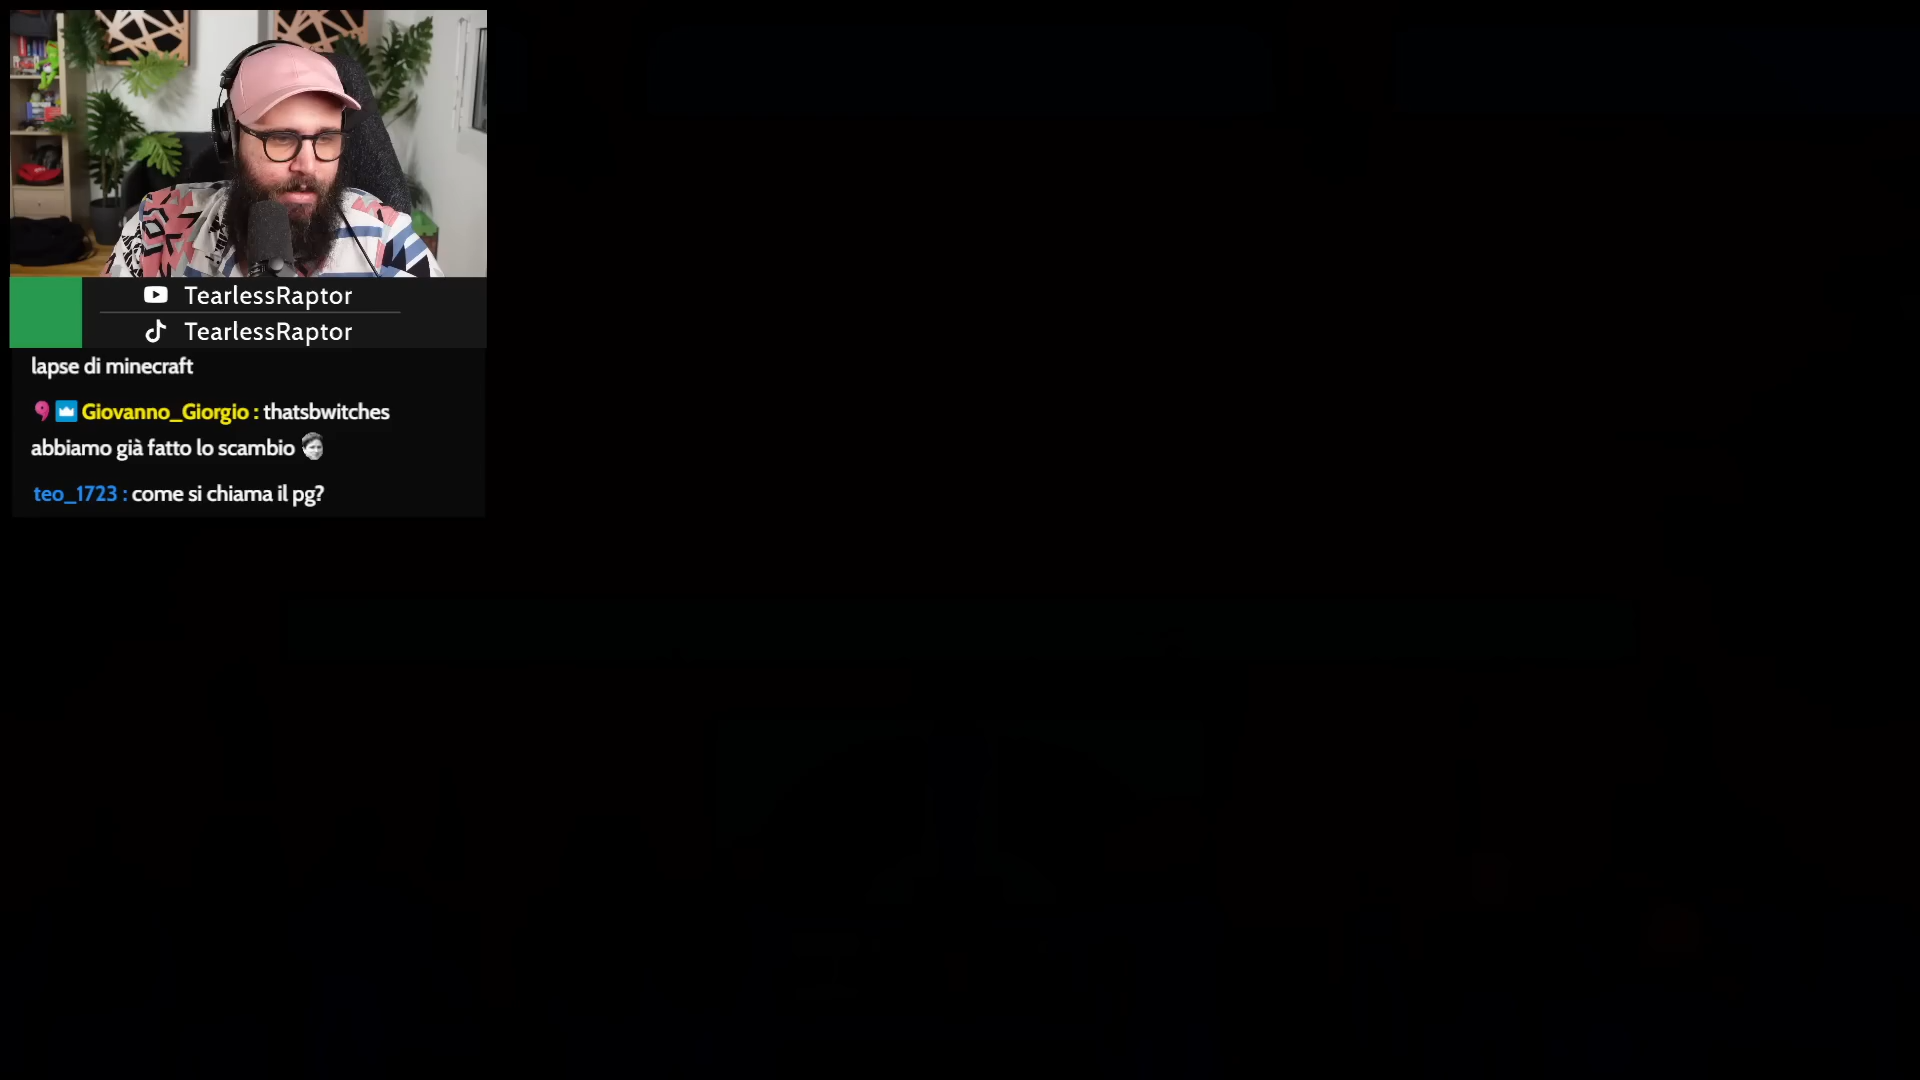 TearlessRaptor
TearlessRaptor
lapse di minecraft
Giovanno_Giorgio : thatsbwitches
abbiamo già fatto lo scambio
teo_1723 : come si chiama il pg?